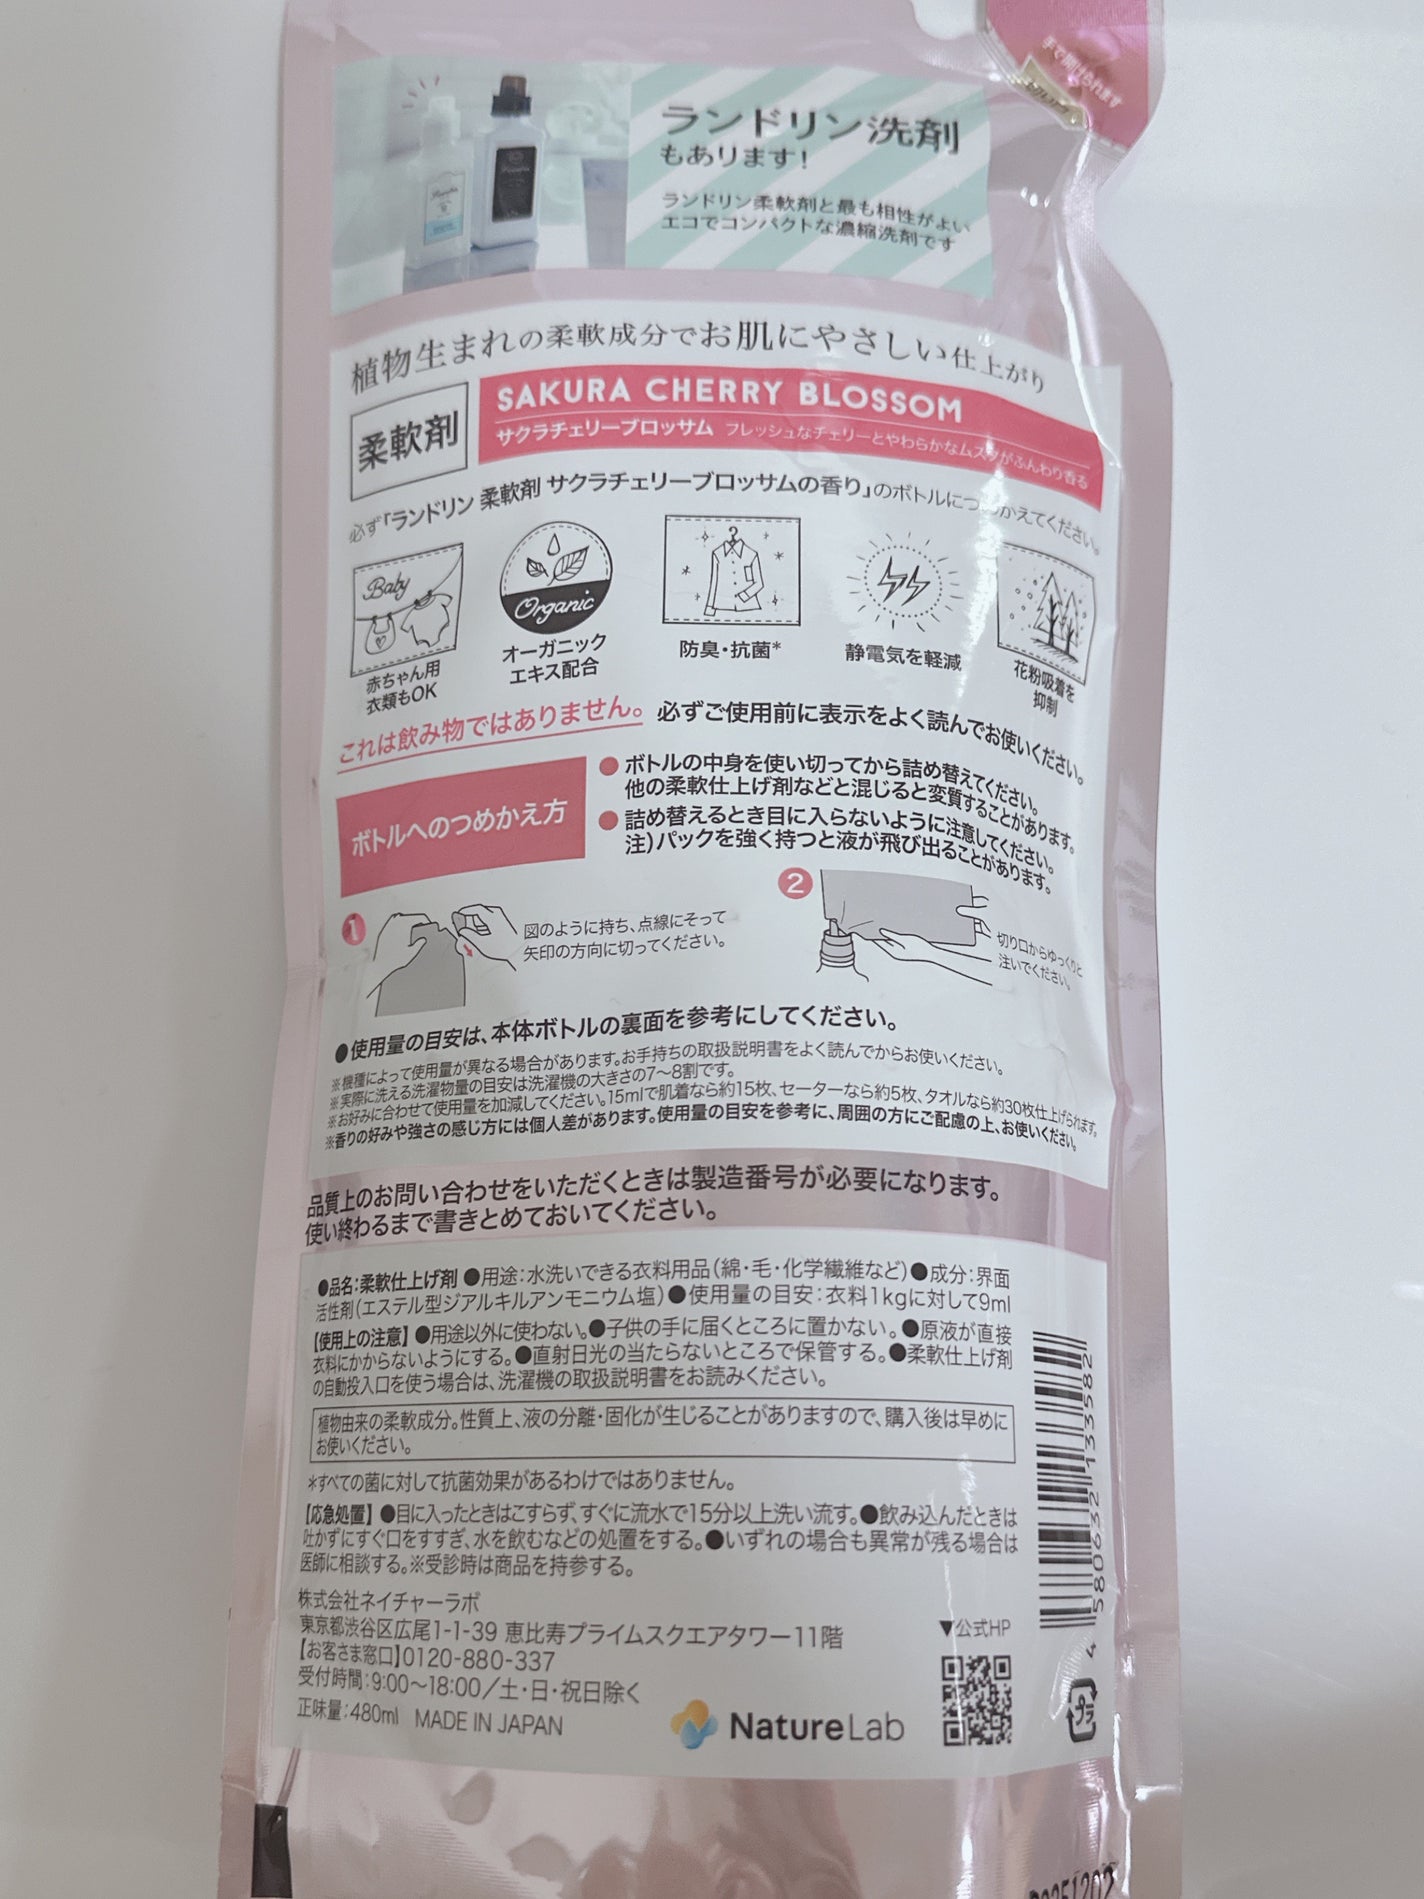 手で開けられます
ランドリン洗剤
もあります!
ランドリン柔軟剤と最も相性がよい
エコでコンパクトな濃縮洗剤です
植物生まれの柔軟成分でお肌にやさしい仕上がり
柔軟剤
SAKURA CHERRY BLOSSOM
サクラチェリーブロッサム フレッシュなチェリーとやわらかなムスクがふんわり香る
必ず「ランドリン 柔軟剤 サクラチェリーブロッサムの香り」のボトルにつめかえてください。
Baby
赤ちゃん用
衣類もOK
Organic
オーガニック
エキス配合
防臭・抗菌*
静電気を軽減
花粉吸着を
抑制
これは飲み物ではありません。 必ずご使用前に表示をよく読んでお使いください。
ボトルへのつめかえ方
●ボトルの中身を使い切ってから詰め替えてください。
他の柔軟仕上げ剤などと混じると変質することがあります。
●詰め替えるとき目に入らないように注意してください。
注)パックを強く持つと液が飛び出ることがあります。
1
図のように持ち、点線にそって
矢印の方向に切ってください。
2
切り口からゆっくりと
注いでください。
●使用量の目安は、本体ボトルの裏面を参考にしてください。
※機種によって使用量が異なる場合があります。お手持ちの取扱説明書をよく読んでからお使いください。
※実際に洗える洗濯物量の目安は洗濯機の大きさの7〜8割です。
※お好みに合わせて使用量を加減してください。15mlで肌着なら約15枚、セーターなら約5枚、タオルなら約30枚仕上げられます。
※香りの好みや強さの感じ方には個人差があります。使用量の目安を参考に、周囲の方にご配慮の上、お使いください。
品質上のお問い合わせをいただくときは製造番号が必要になります。
使い終わるまで書きとめておいてください。
●品名:柔軟仕上げ剤 ●用途:水洗いできる衣料用品(綿・毛・化学繊維など)●成分:界面
活性剤(エステル型ジアルキルアンモニウム塩)●使用量の目安:衣料1kgに対して9ml
【使用上の注意】●用途以外に使わない。●子供の手に届くところに置かない。●原液が直接
衣料にかからないようにする。●直射日光の当たらないところで保管する。●柔軟仕上げ剤
の自動投入口を使う場合は、洗濯機の取扱説明書をお読みください。
植物由来の柔軟成分。性質上、液の分離・固化が生じることがありますので、購入後は早めに
お使いください。
*すべての菌に対して抗菌効果があるわけではありません。
【応急処置】●目に入ったときはこすらず、すぐに流水で15分以上洗い流す。●飲み込んだときは
吐かずにすぐ口をすすぎ、水を飲むなどの処置をする。●いずれの場合も異常が残る場合は
医師に相談する。※受診時は商品を持参する。
株式会社ネイチャーラボ
東京都渋谷区広尾1-1-39 恵比寿プライムスクエアタワー11階
【お客さま窓口】0120-880-337
受付時間:9:00〜18:00/土・日・祝日除く
正味量:480ml MADE IN JAPAN
NatureLab
▼公式HP
プラ
4 580632 133582